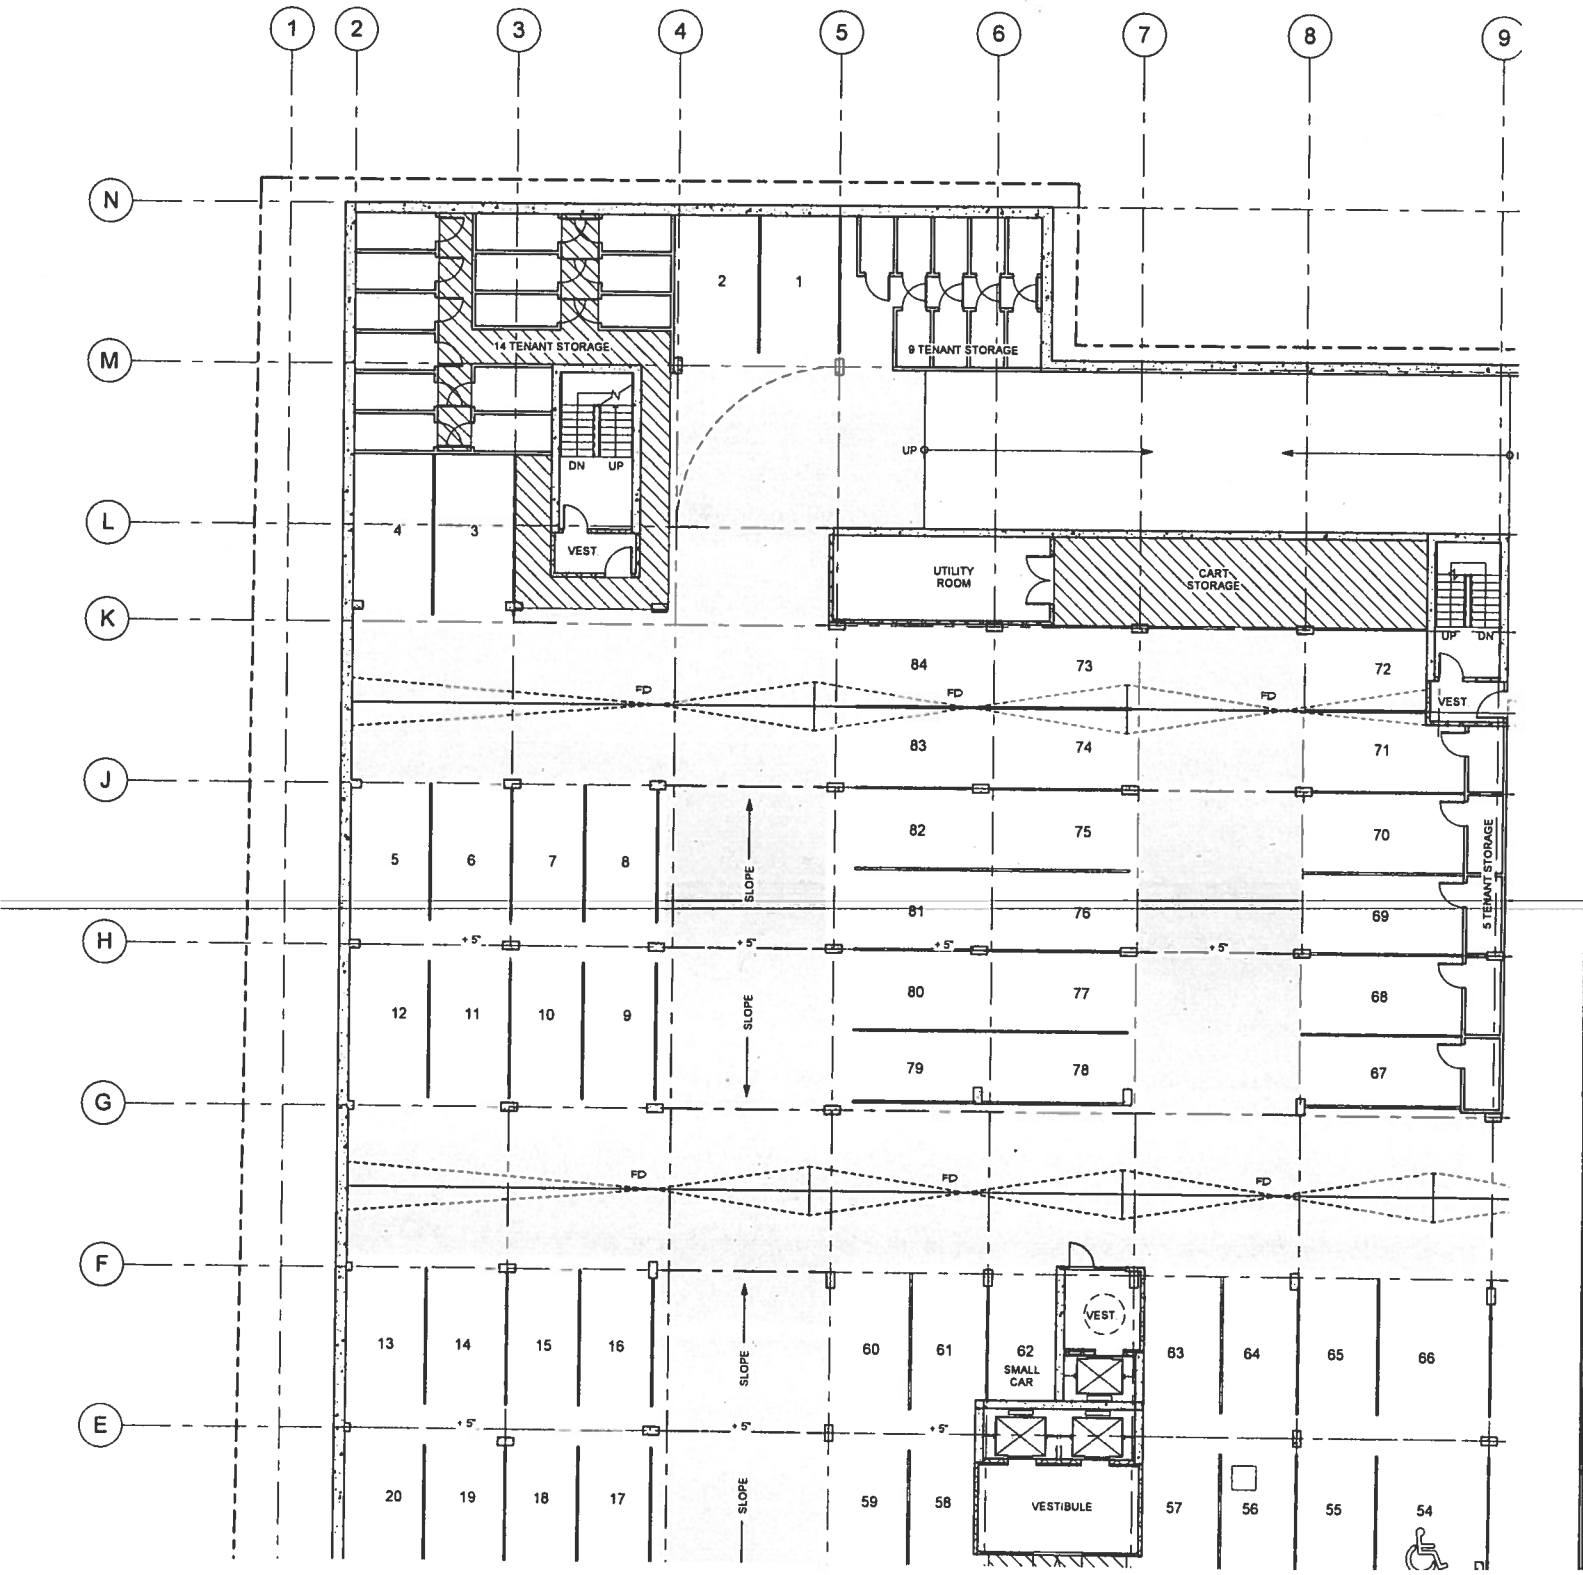 1 2 3 4 5 6 7 8 9
N
2 1
M
14 TENANT STORAGE
9 TENANT STORAGE
UP
DN UP
L
4 3
VEST.
UTILITY
ROOM
CART
STORAGE
K
UP DN
84 73 72
FD FD FD
VEST.
83 74 71
J
82 75 70
5 6 7 8
SLOPE
5 TENANT STORAGE
81 76 69
H
+ 5" + 5" + 5" + 5"
80 77 68
12 11 10 9
SLOPE
79 78 67
G
FD FD FD
F
VEST.
13 14 15 16
SLOPE
60 61 62 63 64 65 66
SMALL
CAR
E
+ 5" + 5" + 5"
20 19 18 17
SLOPE
59 58
VESTIBULE
57 56 55 54